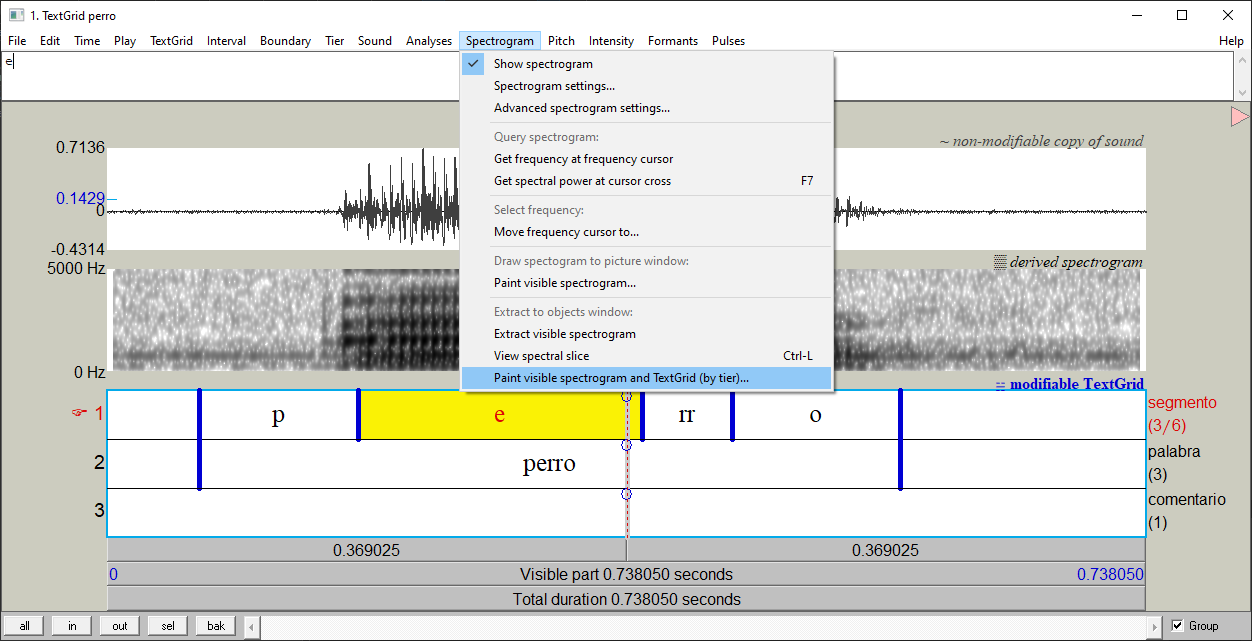 1. TextGrid perro
File Edit Time Play TextGrid Interval Boundary Tier Sound Analyses Spectrogram Pitch Intensity Formants Pulses Help
e
Show spectrogram
Spectrogram settings...
Advanced spectrogram settings...
Query spectrogram:
Get frequency at frequency cursor
Get spectral power at cursor cross F7
Select frequency:
Move frequency cursor to...
Draw spectogram to picture window:
Paint visible spectrogram...
Extract to objects window:
Extract visible spectrogram
View spectral slice Ctrl-L
Paint visible spectrogram and TextGrid (by tier)...
~ non-modifiable copy of sound
0.7136
0.1429
0
-0.4314
5000 Hz
derived spectrogram
0 Hz
modifiable TextGrid
1 p e rr o segmento
(3/6)
2 perro palabra
(3)
3 comentario
(1)
0.369025 0.369025
0 Visible part 0.738050 seconds 0.738050
Total duration 0.738050 seconds
all in out sel bak Group